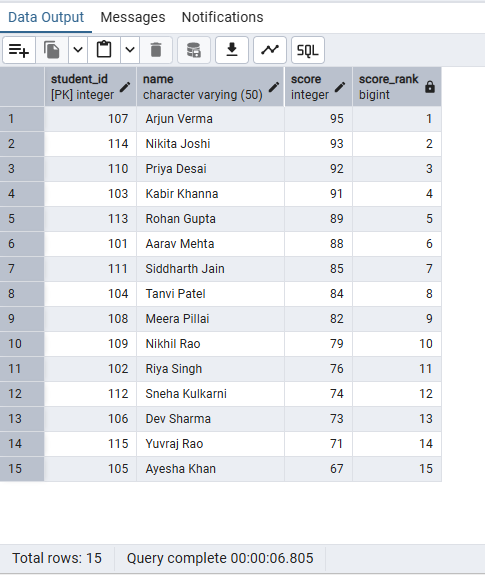 Data Output Messages Notifications
SQL
student_id name score score_rank
[PK] integer character varying (50) integer bigint
1 107 Arjun Verma 95 1
2 114 Nikita Joshi 93 2
3 110 Priya Desai 92 3
4 103 Kabir Khanna 91 4
5 113 Rohan Gupta 89 5
6 101 Aarav Mehta 88 6
7 111 Siddharth Jain 85 7
8 104 Tanvi Patel 84 8
9 108 Meera Pillai 82 9
10 109 Nikhil Rao 79 10
11 102 Riya Singh 76 11
12 112 Sneha Kulkarni 74 12
13 106 Dev Sharma 73 13
14 115 Yuvraj Rao 71 14
15 105 Ayesha Khan 67 15
Total rows: 15 Query complete 00:00:06.805